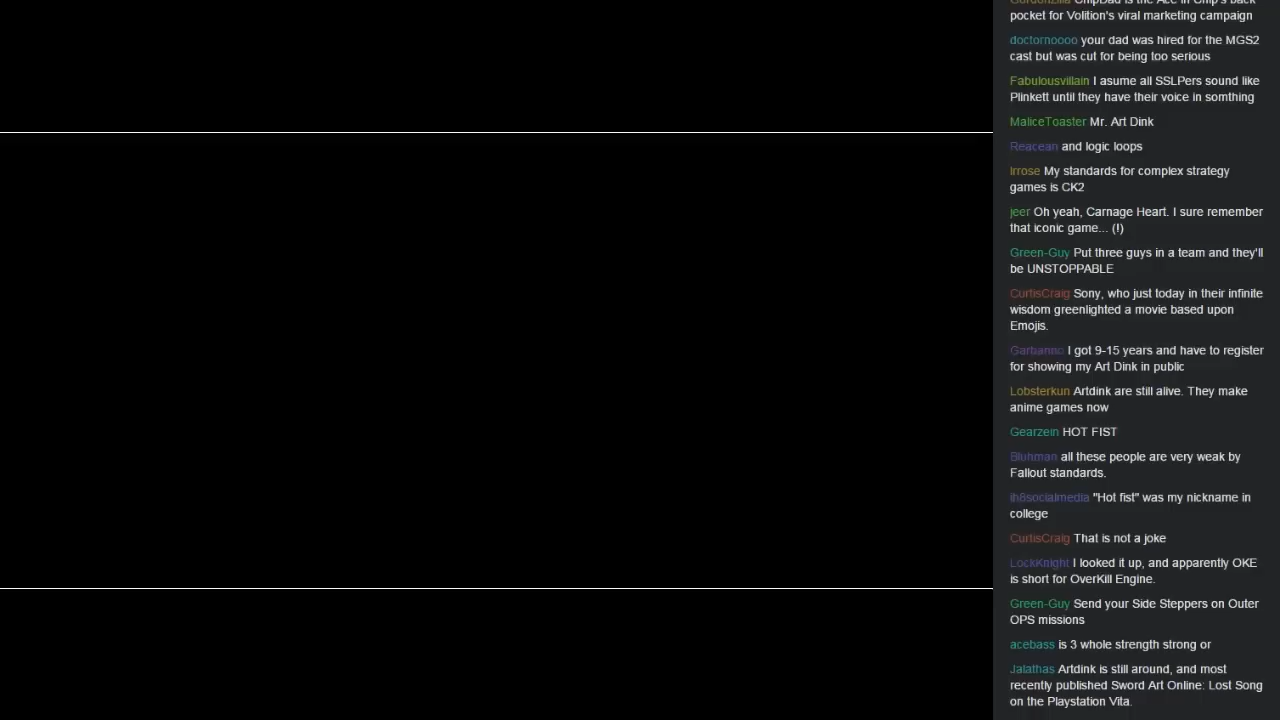 pocket for Volition's viral marketing campaign
doctornoooo your dad was hired for the MGS2
cast but was cut for being too serious
Fabulousvillain I asume all SSLPers sound like
Plinkett until they have their voice in somthing
MaliceToaster Mr. Art Dink
Reacean and logic loops
Irrose My standards for complex strategy
games is CK2
jeer Oh yeah, Carnage Heart. I sure remember
that iconic game... (!)
Green-Guy Put three guys in a team and they'll
be UNSTOPPABLE
CurtisCraig Sony, who just today in their infinite
wisdom greenlighted a movie based upon
Emojis.
Garbanno I got 9-15 years and have to register
for showing my Art Dink in public
Lobsterkun Artdink are still alive. They make
anime games now
Gearzein HOT FIST
Bluhman all these people are very weak by
Fallout standards.
ih8socialmedia "Hot fist" was my nickname in
college
CurtisCraig That is not a joke
LockKnight I looked it up, and apparently OKE
is short for OverKill Engine.
Green-Guy Send your Side Steppers on Outer
OPS missions
acebass is 3 whole strength strong or
Jalathas Artdink is still around, and most
recently published Sword Art Online: Lost Song
on the Playstation Vita.